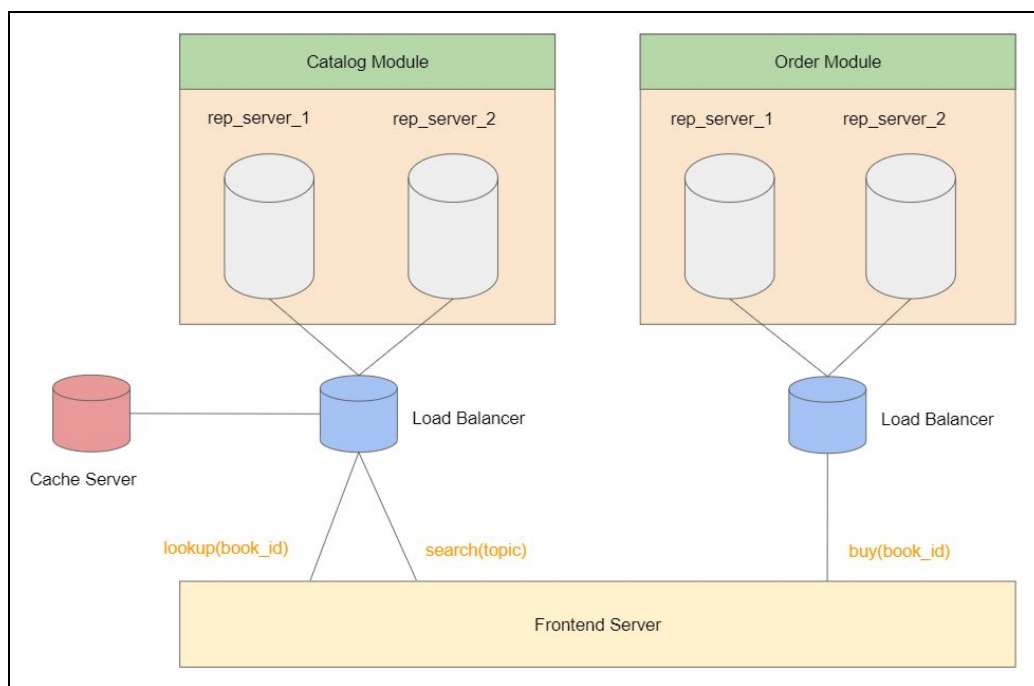 Catalog Module
Order Module
rep_server_1
rep_server_2
rep_server_1
rep_server_2
Load Balancer
Load Balancer
Cache Server
lookup(book_id)
search(topic)
buy(book_id)
Frontend Server